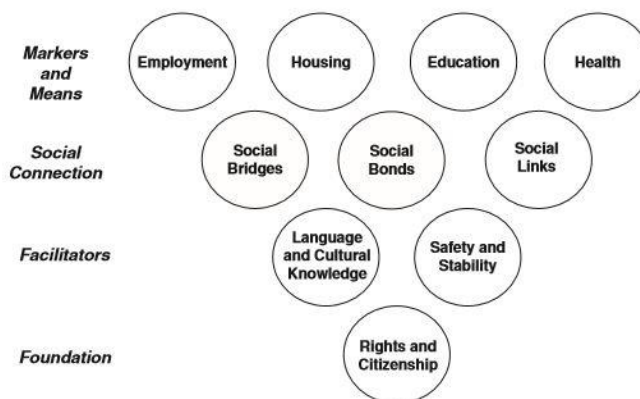 Markers
and
Means
Employment
Housing
Education
Health
Social
Connection
Social
Bridges
Social
Bonds
Social
Links
Facilitators
Language
and Cultural
Knowledge
Safety and
Stability
Foundation
Rights and
Citizenship